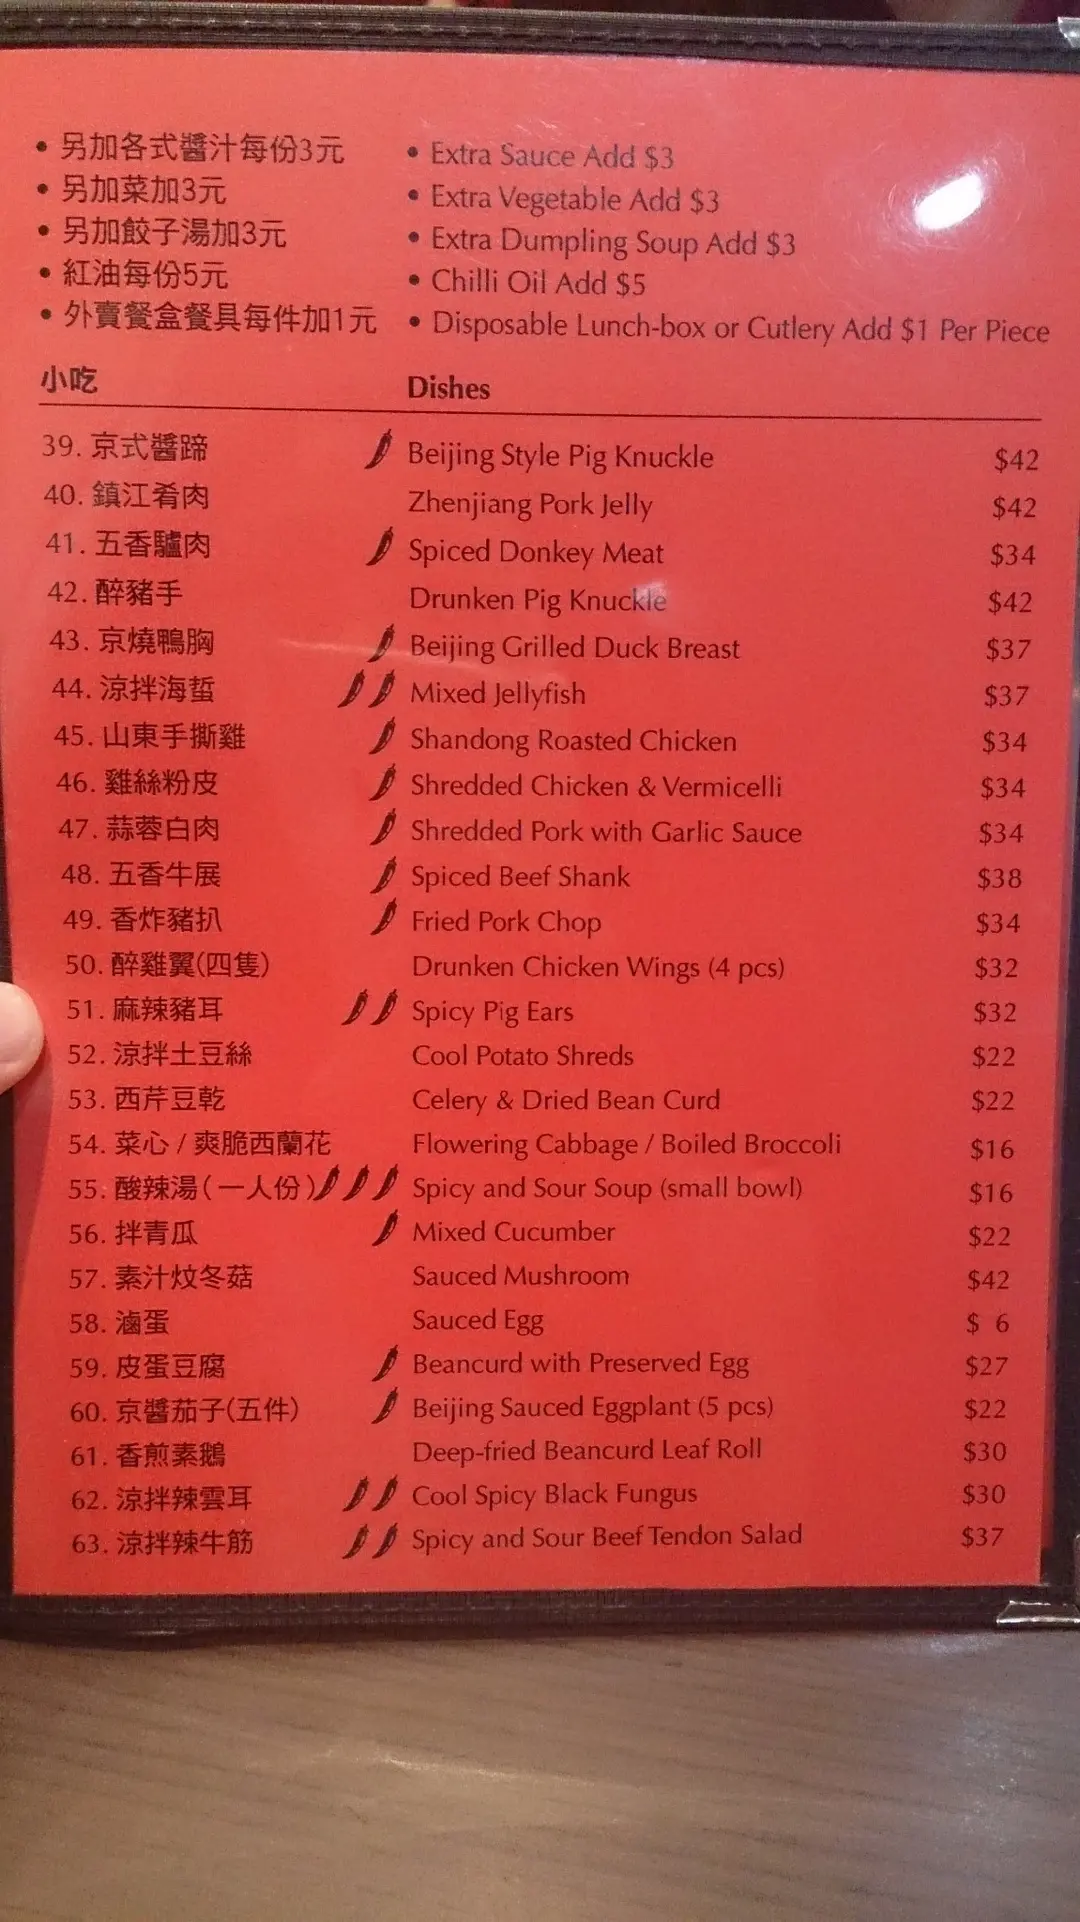 • 另加各式醬汁每份3元 • Extra Sauce Add $3
• 另加菜加3元 • Extra Vegetable Add $3
• 另加餃子湯加3元 • Extra Dumpling Soup Add $3
• 紅油每份5元 • Chilli Oil Add $5
• 外賣餐盒餐具每件加1元 • Disposable Lunch-box or Cutlery Add $1 Per Piece
小吃 Dishes
39. 京式醬蹄 Beijing Style Pig Knuckle $42
40. 鎮江肴肉 Zhenjiang Pork Jelly $42
41. 五香驢肉 Spiced Donkey Meat $34
42. 醉豬手 Drunken Pig Knuckle $42
43. 京燒鴨胸 Beijing Grilled Duck Breast $37
44. 涼拌海蜇 Mixed Jellyfish $37
45. 山東手撕雞 Shandong Roasted Chicken $34
46. 雞絲粉皮 Shredded Chicken & Vermicelli $34
47. 蒜蓉白肉 Shredded Pork with Garlic Sauce $34
48. 五香牛展 Spiced Beef Shank $38
49. 香炸豬扒 Fried Pork Chop $34
50. 醉雞翼(四隻) Drunken Chicken Wings (4 pcs) $32
51. 麻辣豬耳 Spicy Pig Ears $32
52. 涼拌土豆絲 Cool Potato Shreds $22
53. 西芹豆乾 Celery & Dried Bean Curd $22
54. 菜心 / 爽脆西蘭花 Flowering Cabbage / Boiled Broccoli $16
55. 酸辣湯 ( 一人份 ) Spicy and Sour Soup (small bowl) $16
56. 拌青瓜 Mixed Cucumber $22
57. 素汁炆冬菇 Sauced Mushroom $42
58. 滷蛋 Sauced Egg $ 6
59. 皮蛋豆腐 Beancurd with Preserved Egg $27
60. 京醬茄子(五件) Beijing Sauced Eggplant (5 pcs) $22
61. 香煎素鵝 Deep-fried Beancurd Leaf Roll $30
62. 涼拌辣雲耳 Cool Spicy Black Fungus $30
63. 涼拌辣牛筋 Spicy and Sour Beef Tendon Salad $37